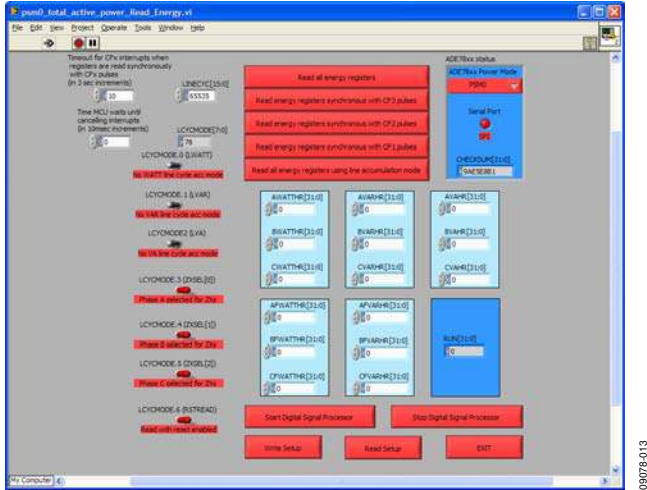 psm0_total_active_power_Read_Energy.vi
File Edit View Project Operate Tools Window Help
Timeout for CFx interrupts when
registers are read synchronously
with CFx pulses
(in 3 sec increments)
10
LINECYC[15:0]
65535
Time MCU waits until
cancelling interrupts
(in 10msec increments)
0
LCYCMODE[7:0]
78
LCYCMODE.0 (LWATT)
No WATT line cycle acc mode
LCYCMODE.1 (LVAR)
No VAR line cycle acc mode
LCYCMODE2 (LVA)
No VA line cycle acc mode
LCYCMODE.3 (ZXSEL[0])
Phase A selected for ZXs
LCYCMODE.4 (ZXSEL[1])
Phase B selected for ZXs
LCYCMODE.5 (ZXSEL[2])
Phase C selected for ZXs
LCYCMODE.6 (RSTREAD)
Read with reset enabled
Read all energy registers
Read energy registers synchronous with CF3 pulses
Read energy registers synchronous with CF2 pulses
Read energy registers synchronous with CF1 pulses
Read all energy registers using line accumulation mode
ADE78xx status
ADE78xx Power Mode
PSM0
Serial Port
SPI
CHECKSUM[31:0]
9AE5E8B1
AWATTHR[31:0]
0
BWATTHR[31:0]
0
CWATTHR[31:0]
0
AVARHR[31:0]
0
BVARHR[31:0]
0
CVARHR[31:0]
0
AVAHR[31:0]
0
BVAHR[31:0]
0
CVAHR[31:0]
0
AFWATTHR[31:0]
0
BFWATTHR[31:0]
0
CFWATTHR[31:0]
0
AFVARHR[31:0]
0
BFVARHR[31:0]
0
CFVARHR[31:0]
0
RUN[31:0]
0
Start Digital Signal Processor
Stop Digital Signal Processor
Write Setup
Read Setup
EXIT
My Computer
09078-013